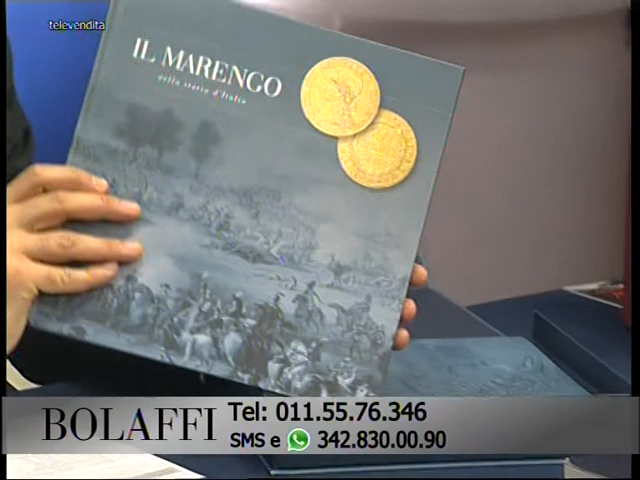 televendita
IL MARENGO
nella storia d'Italia
BOLAFFI
Tel: 011.55.76.346
SMS e 342.830.00.90